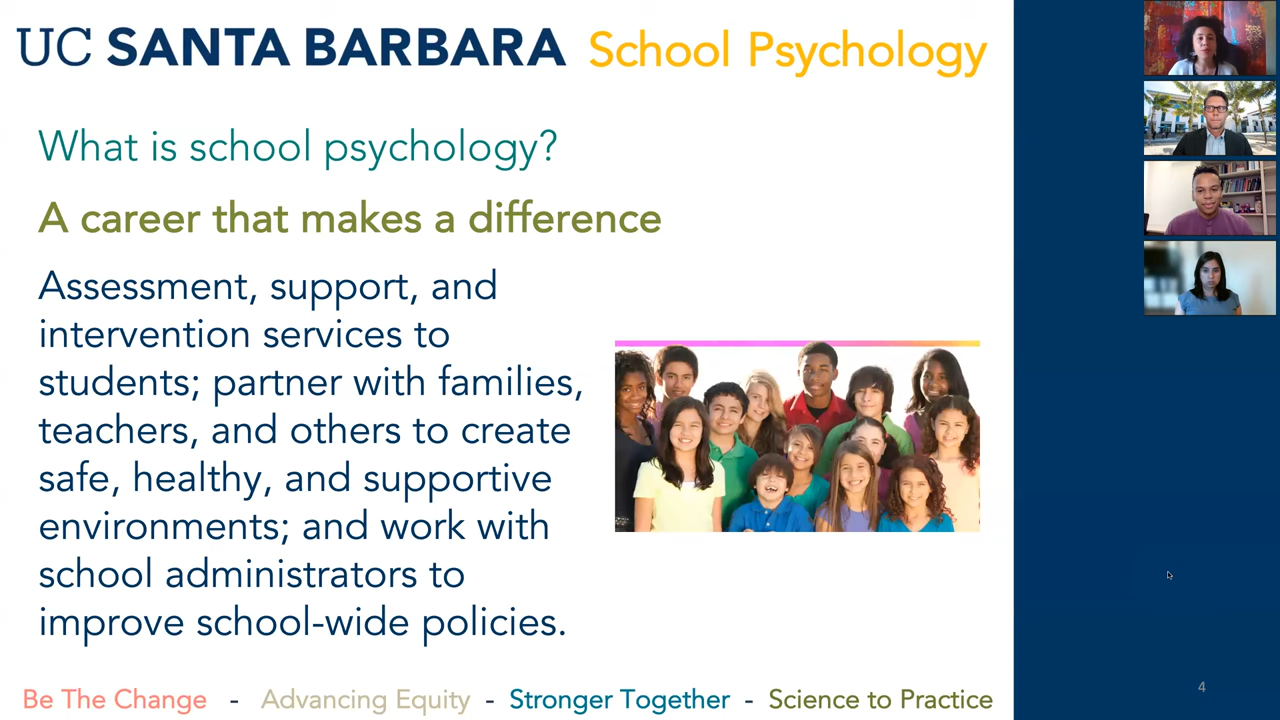 UC SANTA BARBARA School Psychology
What is school psychology?
A career that makes a difference
Assessment, support, and
intervention services to
students; partner with families,
teachers, and others to create
safe, healthy, and supportive
environments; and work with
school administrators to
improve school-wide policies.
Be The Change - Advancing Equity - Stronger Together - Science to Practice
4